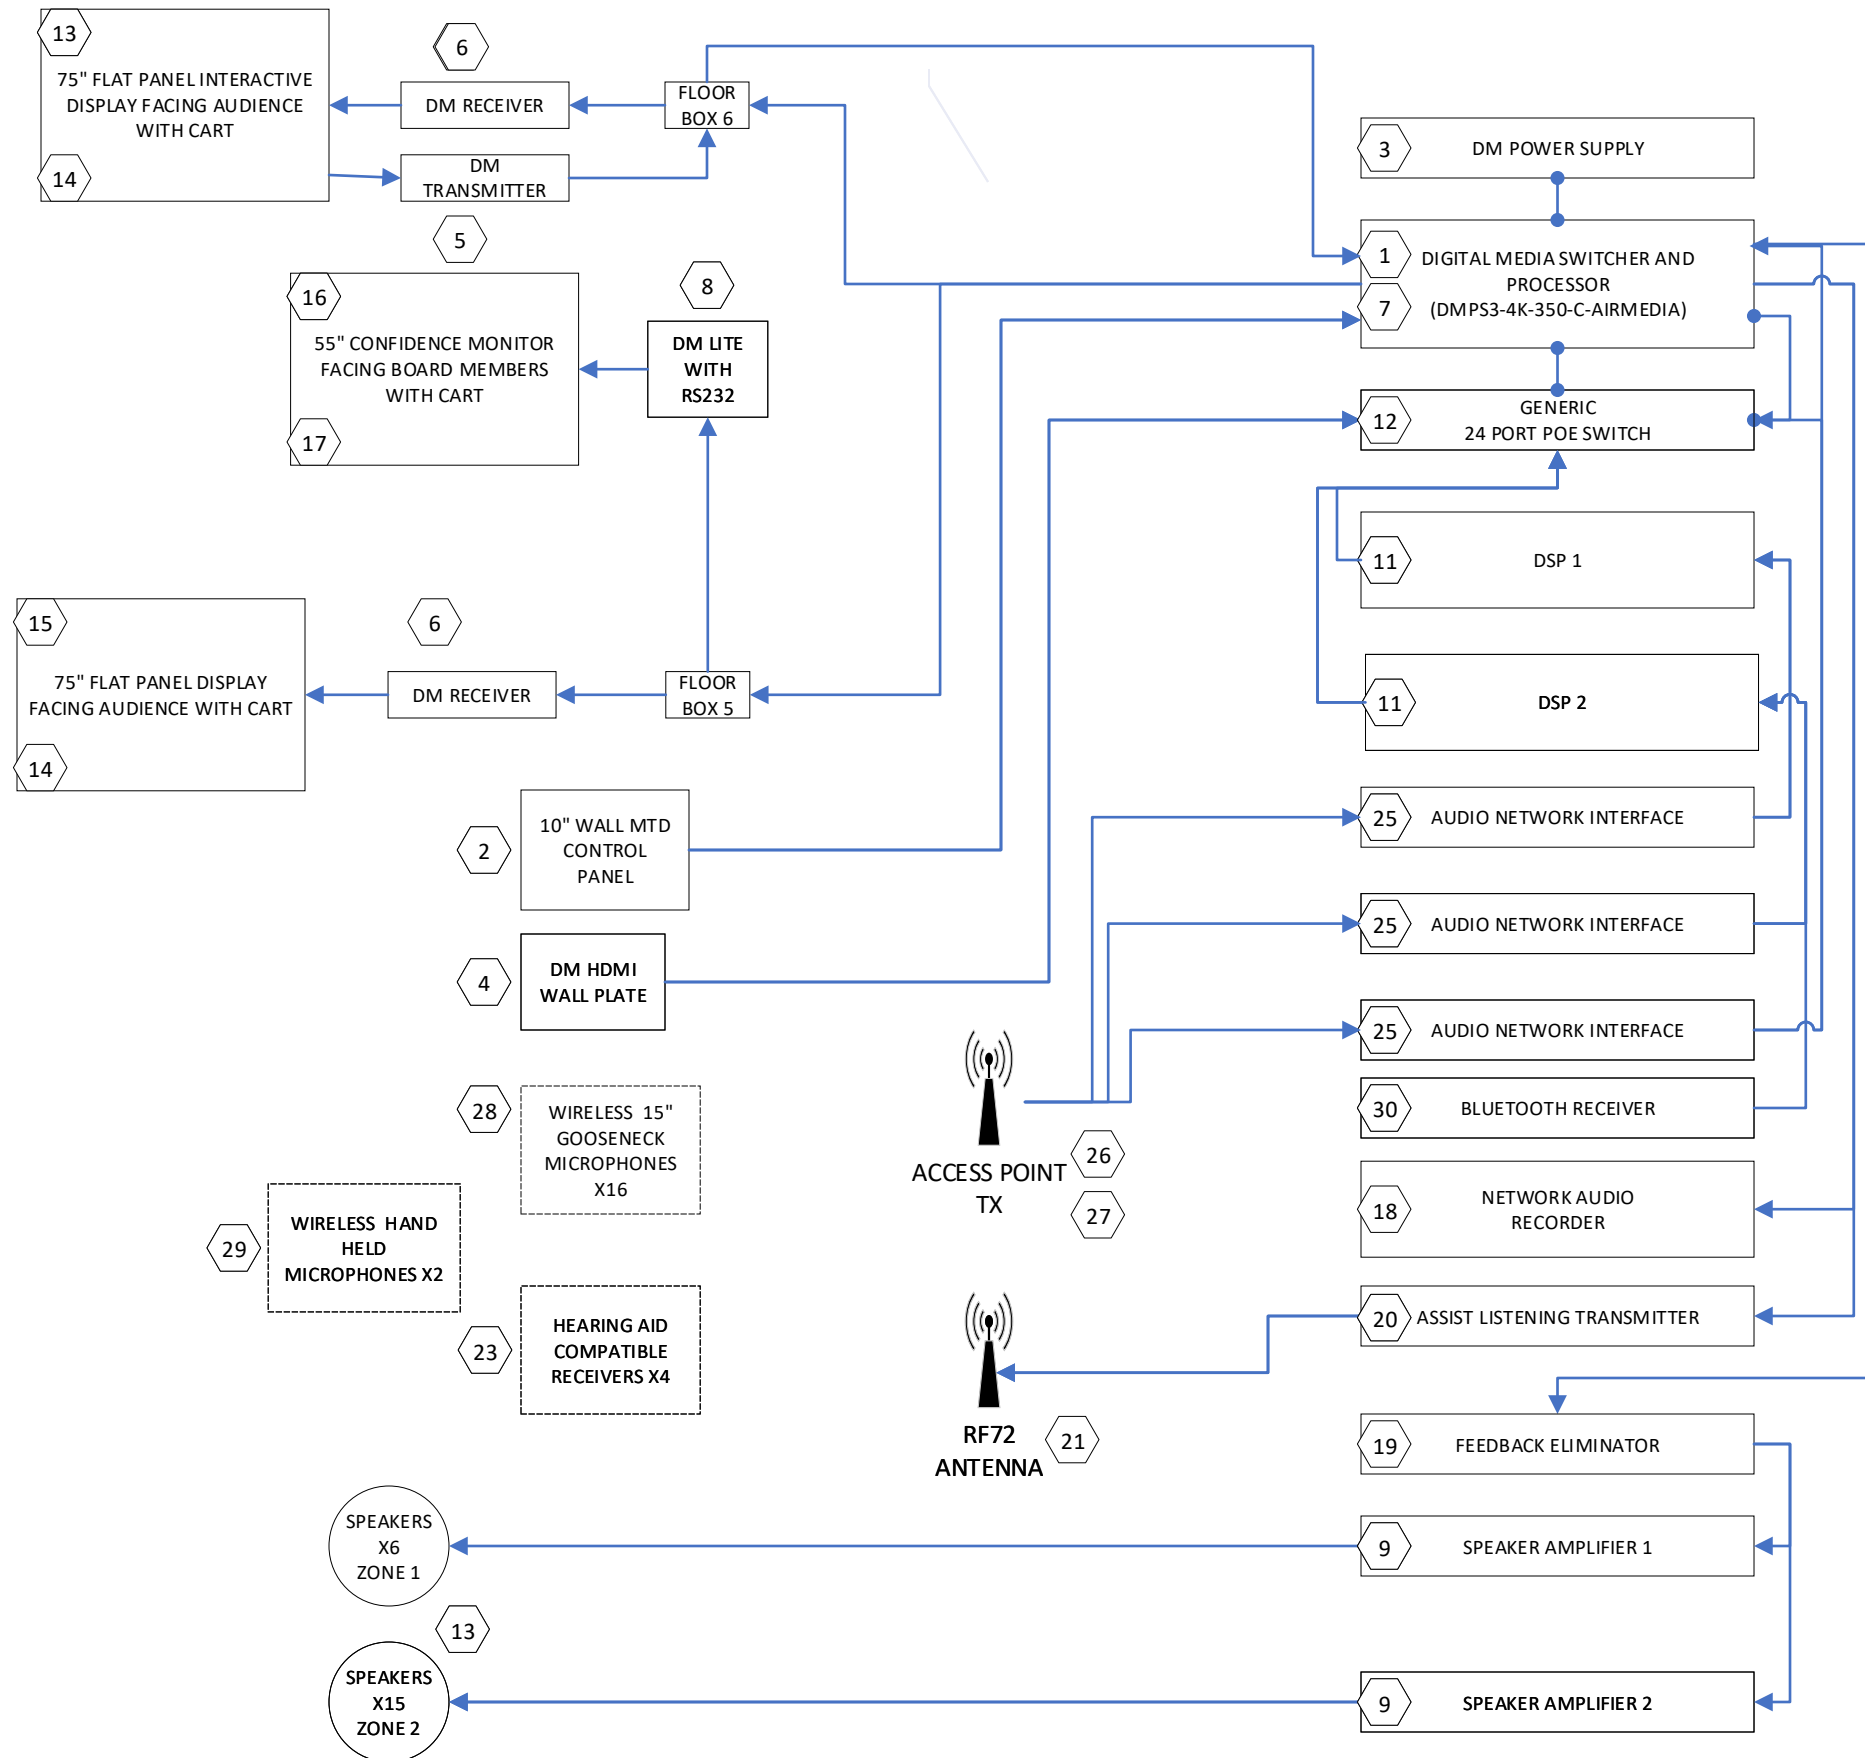 13
75" FLAT PANEL INTERACTIVE
DISPLAY FACING AUDIENCE
WITH CART
14
6
DM RECEIVER
FLOOR
BOX 6
DM
TRANSMITTER
5
3
DM POWER SUPPLY
1
7
DIGITAL MEDIA SWITCHER AND
PROCESSOR
(DMPS3-4K-350-C-AIRMEDIA)
16
55" CONFIDENCE MONITOR
FACING BOARD MEMBERS
WITH CART
17
8
DM LITE
WITH
RS232
12
GENERIC
24 PORT POE SWITCH
11
DSP 1
15
75" FLAT PANEL DISPLAY
FACING AUDIENCE WITH CART
14
6
DM RECEIVER
FLOOR
BOX 5
11
DSP 2
2
10" WALL MTD
CONTROL
PANEL
25
AUDIO NETWORK INTERFACE
4
DM HDMI
WALL PLATE
25
AUDIO NETWORK INTERFACE
25
AUDIO NETWORK INTERFACE
28
WIRELESS 15"
GOOSENECK
MICROPHONES
X16
ACCESS POINT
TX
26
27
30
BLUETOOTH RECEIVER
29
WIRELESS HAND
HELD
MICROPHONES X2
18
NETWORK AUDIO
RECORDER
23
HEARING AID
COMPATIBLE
RECEIVERS X4
RF72
ANTENNA
21
20
ASSIST LISTENING TRANSMITTER
19
FEEDBACK ELIMINATOR
SPEAKERS
X6
ZONE 1
9
SPEAKER AMPLIFIER 1
13
SPEAKERS
X15
ZONE 2
9
SPEAKER AMPLIFIER 2